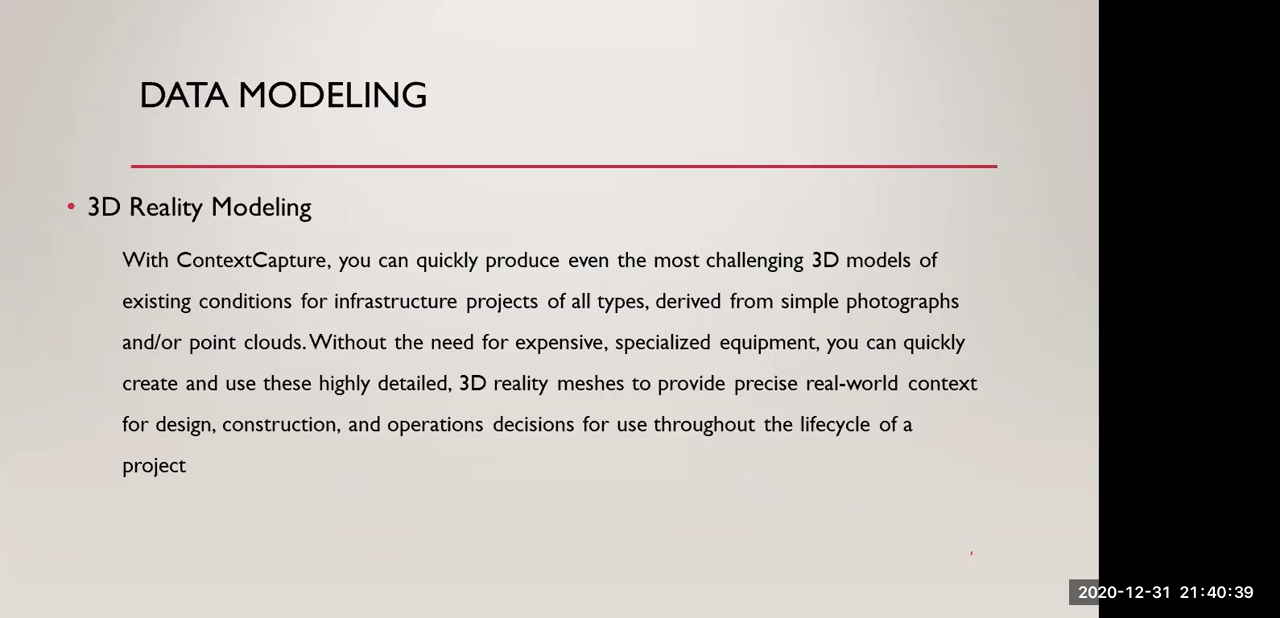 DATA MODELING
• 3D Reality Modeling
With ContextCapture, you can quickly produce even the most challenging 3D models of
existing conditions for infrastructure projects of all types, derived from simple photographs
and/or point clouds. Without the need for expensive, specialized equipment, you can quickly
create and use these highly detailed, 3D reality meshes to provide precise real-world context
for design, construction, and operations decisions for use throughout the lifecycle of a
project
2020-12-31 21:40:39